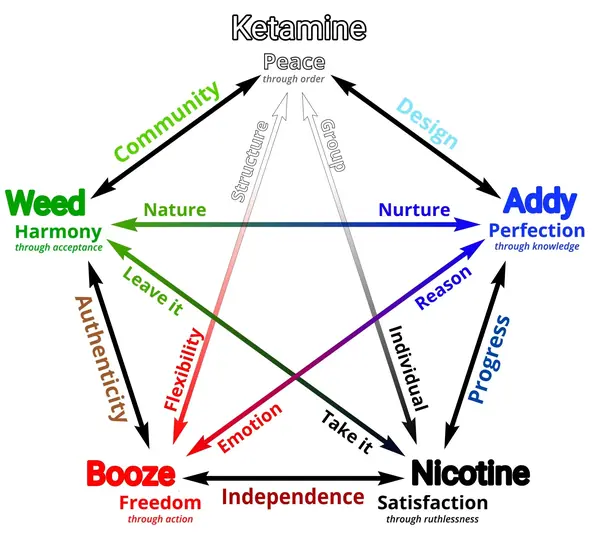 Ketamine
Peace
through order
Community
Design
Structure
Group
Weed
Harmony
through acceptance
Nature
Nurture
Addy
Perfection
through knowledge
Leave it
Reason
Authenticity
Flexibility
Individual
Progress
Emotion
Take it
Booze
Freedom
through action
Independence
Nicotine
Satisfaction
through ruthlessness